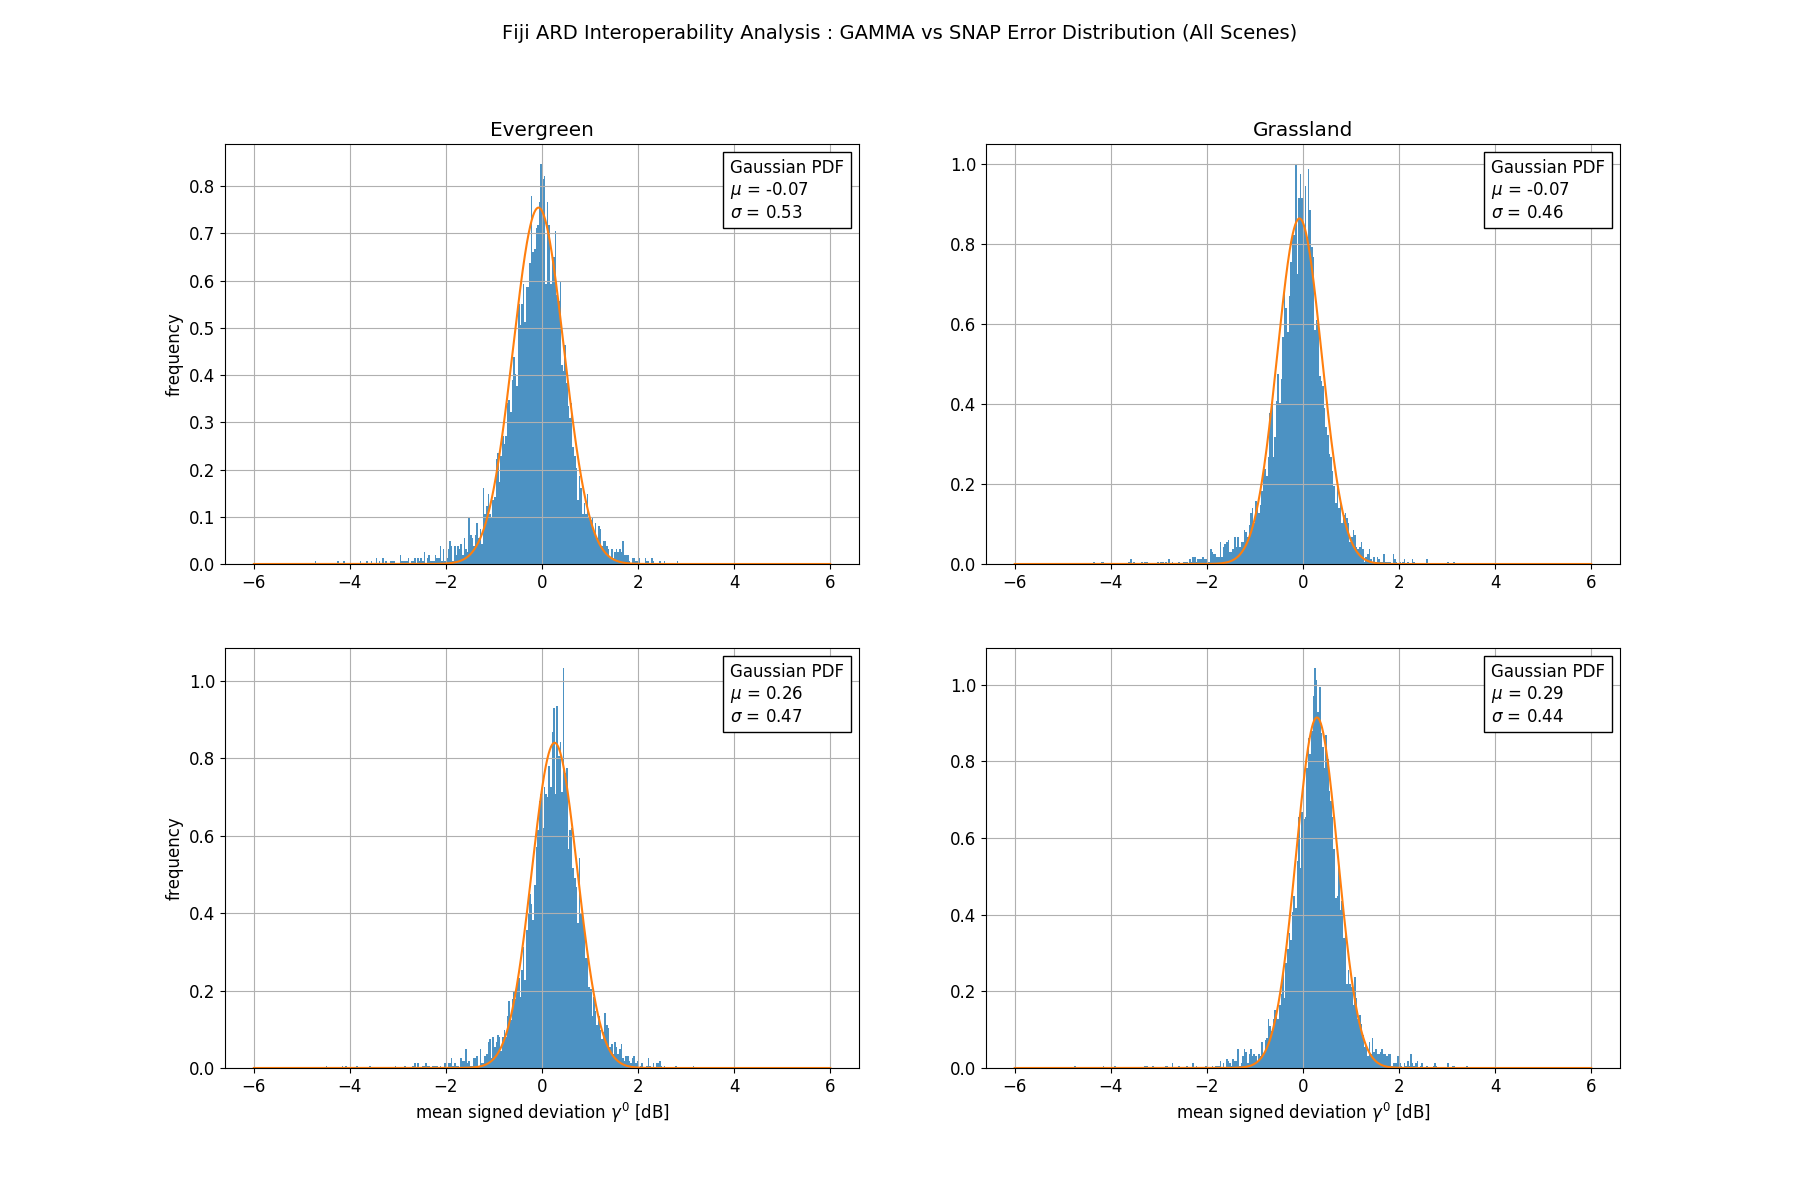 Fiji ARD Interoperability Analysis : GAMMA vs SNAP Error Distribution (All Scenes)
Evergreen
Gaussian PDF
μ = -0.07
σ = 0.53
frequency
0.8
0.7
0.6
0.5
0.4
0.3
0.2
0.1
0.0
−6 −4 −2 0 2 4 6
Grassland
Gaussian PDF
μ = -0.07
σ = 0.46
1.0
0.8
0.6
0.4
0.2
0.0
−6 −4 −2 0 2 4 6
Gaussian PDF
μ = 0.26
σ = 0.47
frequency
1.0
0.8
0.6
0.4
0.2
0.0
−6 −4 −2 0 2 4 6
mean signed deviation γ⁰ [dB]
Gaussian PDF
μ = 0.29
σ = 0.44
1.0
0.8
0.6
0.4
0.2
0.0
−6 −4 −2 0 2 4 6
mean signed deviation γ⁰ [dB]